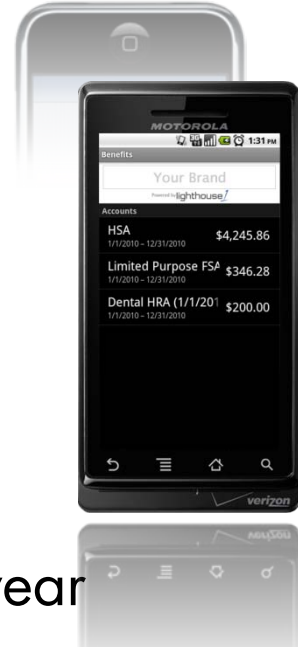 MOTOROLA
1:31 PM
Benefits
Your Brand
Powered by lighthouse1
Accounts
HSA
$4,245.86
1/1/2010 – 12/31/2010
Limited Purpose FSA
$346.28
1/1/2010 – 12/31/2010
Dental HRA (1/1/201
$200.00
1/1/2010 – 12/31/2010
verizon
year